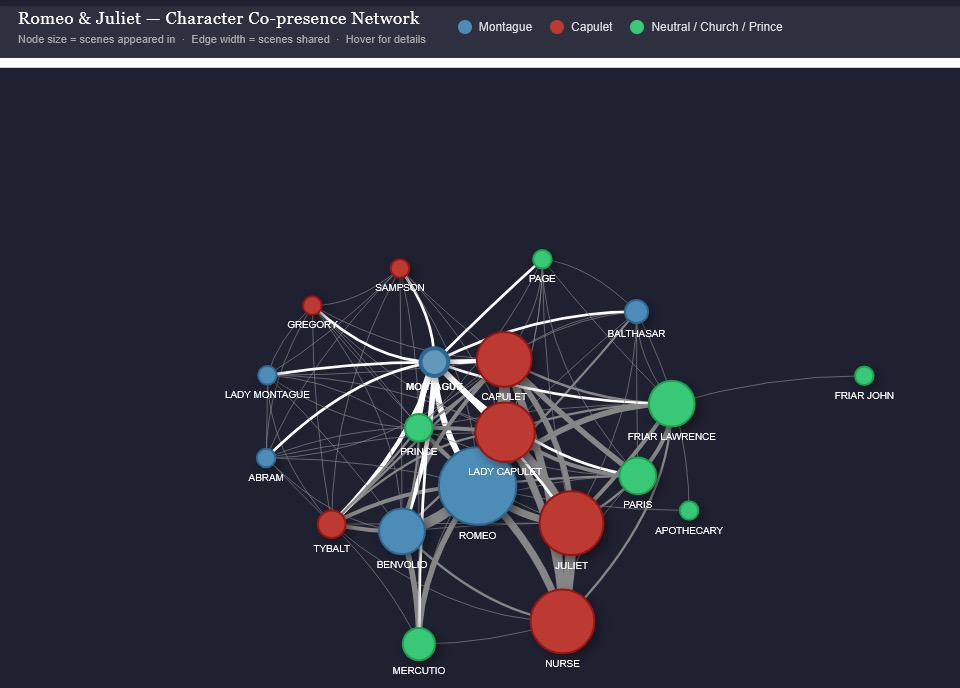 Romeo & Juliet — Character Co-presence Network
Node size = scenes appeared in · Edge width = scenes shared · Hover for details
Montague
Capulet
Neutral / Church / Prince
PAGE
SAMPSON
GREGORY
BALTHASAR
MONTAGUE
LADY MONTAGUE
CAPULET
FRIAR JOHN
FRIAR LAWRENCE
PRINCE
LADY CAPULET
ABRAM
PARIS
APOTHECARY
ROMEO
TYBALT
BENVOLIO
JULIET
NURSE
MERCUTIO